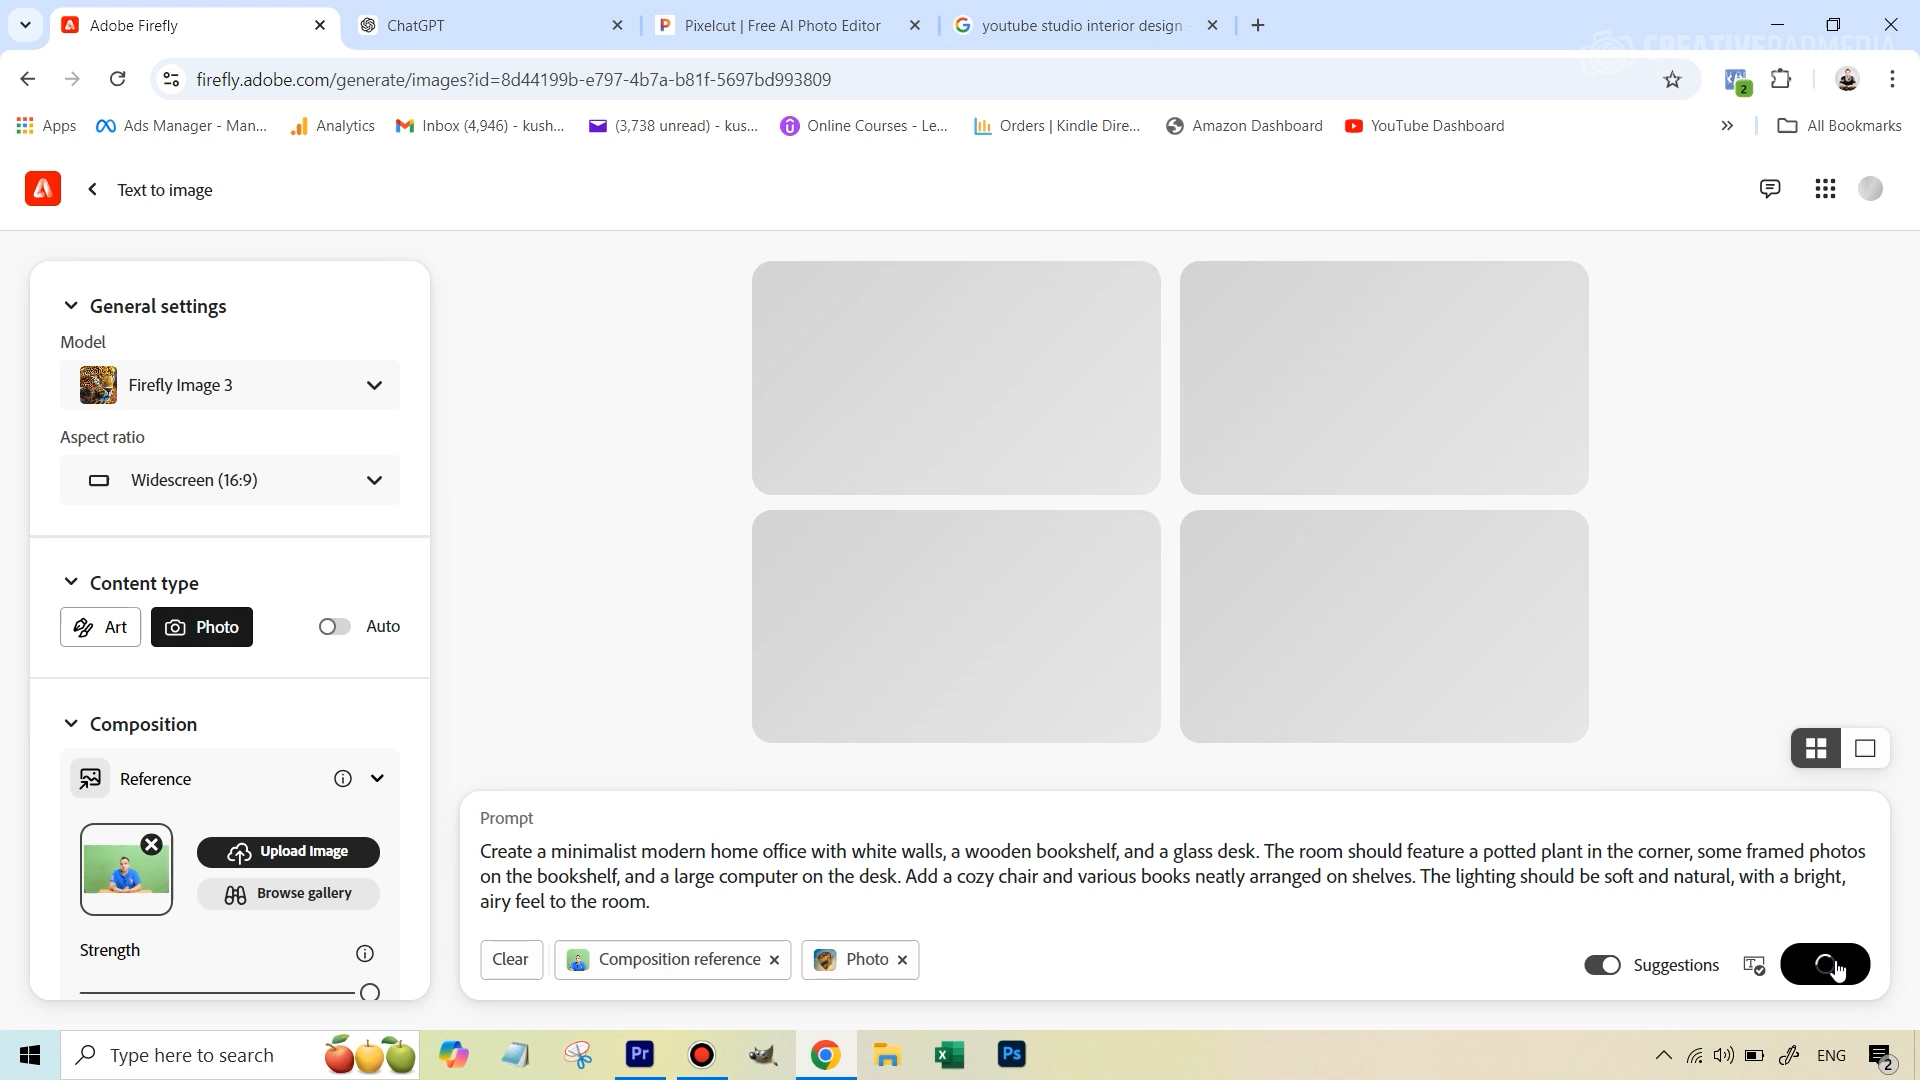 Adobe Firefly
ChatGPT
Pixelcut | Free AI Photo Editor
youtube studio interior design
CREATIVEDADMEDIA
firefly.adobe.com/generate/images?id=8d44199b-e797-4b7a-b81f-5697bd993809
2
Apps
Ads Manager - Man...
Analytics
Inbox (4,946) - kush...
(3,738 unread) - kus...
Online Courses - Le...
Orders | Kindle Dire...
Amazon Dashboard
YouTube Dashboard
All Bookmarks
Text to image
General settings
Model
Firefly Image 3
Aspect ratio
Widescreen (16:9)
Content type
Art
Photo
Auto
Composition
Reference
Upload Image
Browse gallery
Strength
Prompt
Create a minimalist modern home office with white walls, a wooden bookshelf, and a glass desk. The room should feature a potted plant in the corner, some framed photos
on the bookshelf, and a large computer on the desk. Add a cozy chair and various books neatly arranged on shelves. The lighting should be soft and natural, with a bright,
airy feel to the room.
Clear
Composition reference
Photo
Suggestions
Type here to search
Pr
Ps
ENG
2